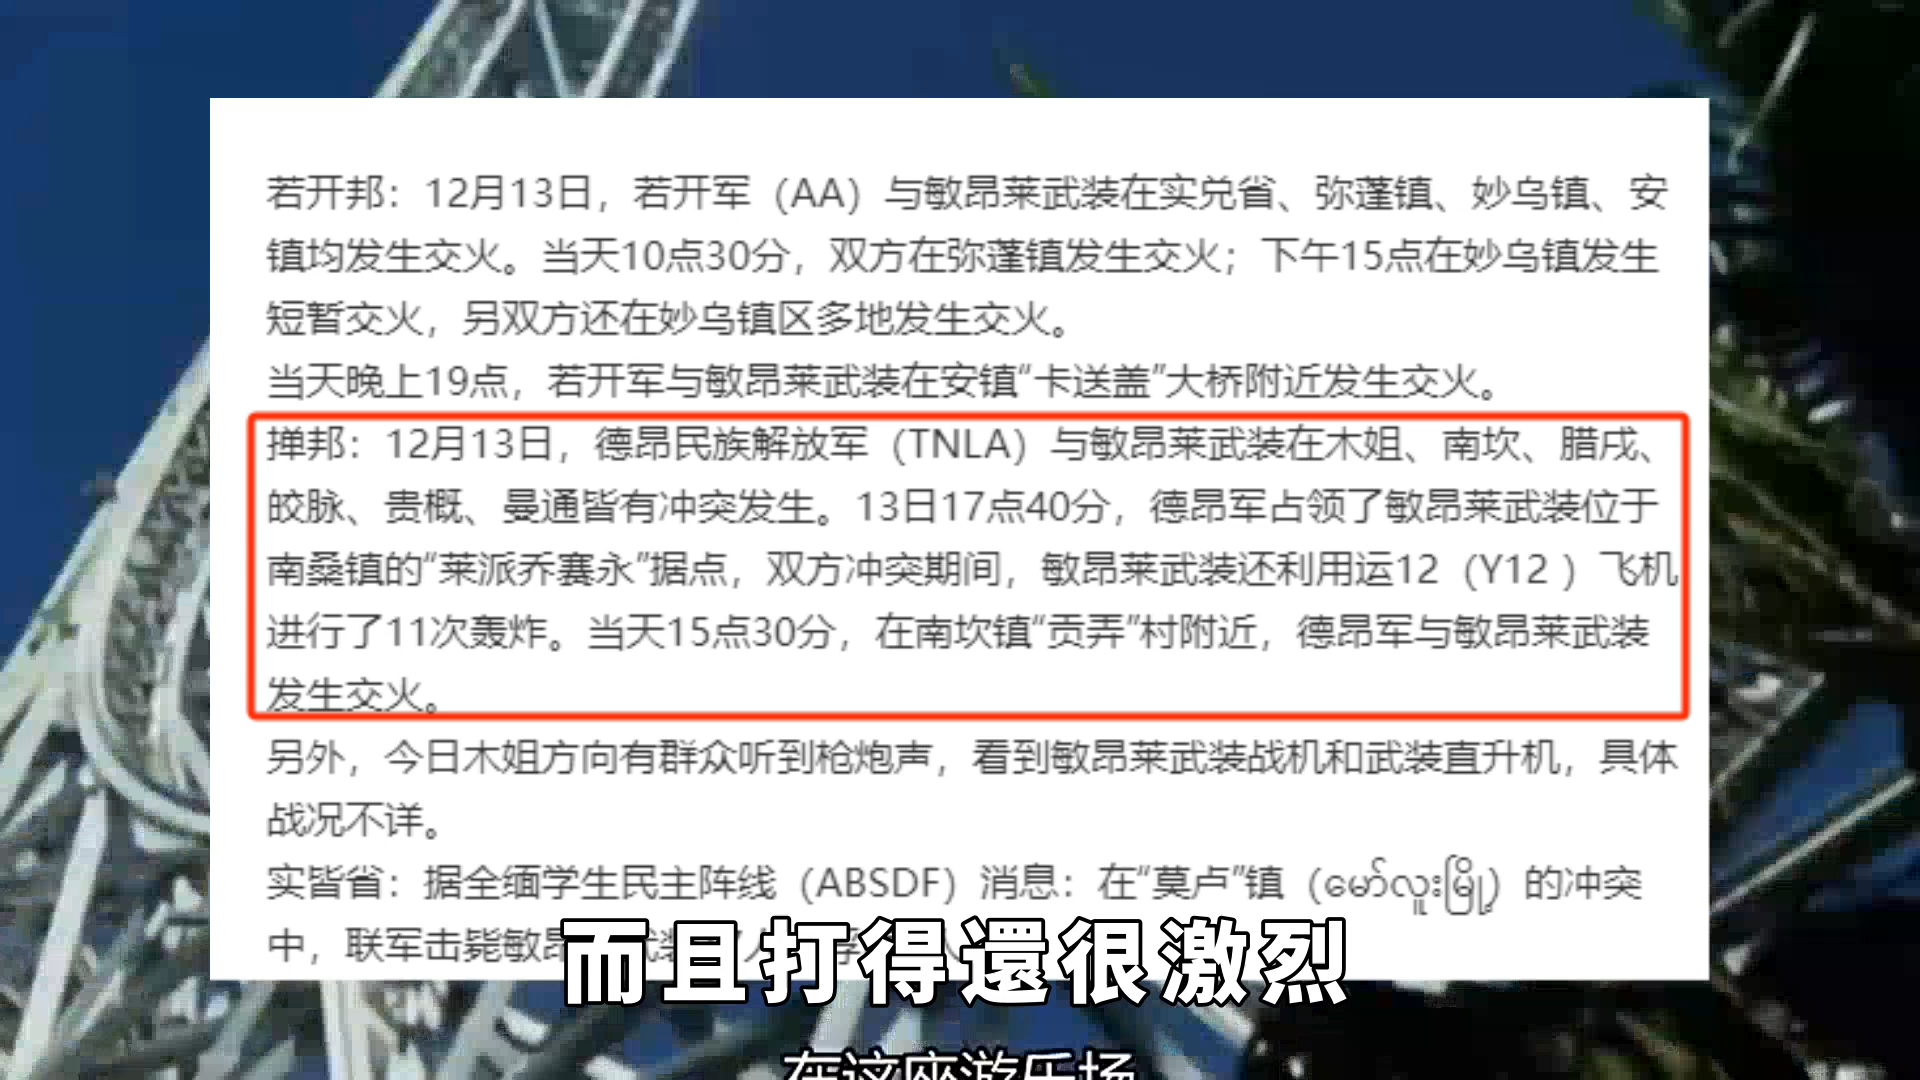 若开邦：12月13日，若开军（AA）与敏昂莱武装在实兑省、弥蓬镇、妙乌镇、安
镇均发生交火。当天10点30分，双方在弥蓬镇发生交火；下午15点在妙乌镇发生
短暂交火，另双方还在妙乌镇区多地发生交火。
当天晚上19点，若开军与敏昂莱武装在安镇“卡送盖”大桥附近发生交火。
掸邦：12月13日，德昂民族解放军（TNLA）与敏昂莱武装在木姐、南坎、腊戌、
皎脉、贵概、曼通皆有冲突发生。13日17点40分，德昂军占领了敏昂莱武装位于
南桑镇的“莱派乔赛永”据点，双方冲突期间，敏昂莱武装还利用运12（Y12 ）飞机
进行了11次轰炸。当天15点30分，在南坎镇“贡弄”村附近，德昂军与敏昂莱武装
发生交火。
另外，今日木姐方向有群众听到枪炮声，看到敏昂莱武装战机和武装直升机，具体
战况不详。
实皆省：据全缅学生民主阵线（ABSDF）消息：在“莫卢”镇（မော်လူးမြို့）的冲突
中，联军击毙敏昂
而且打得還很激烈
在这座游乐场